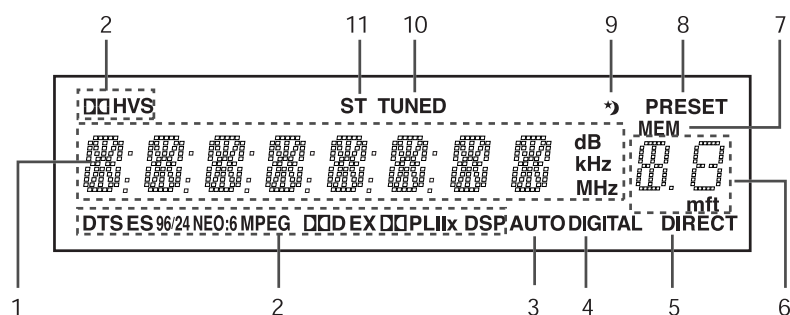 2 11 10 9 8 7
HVS ST TUNED PRESET
MEM
dB
kHz
MHz
mft
DTS ES 96/24 NEO:6 MPEG D EX PLIIx DSP AUTO DIGITAL DIRECT
1 2 3 4 5 6